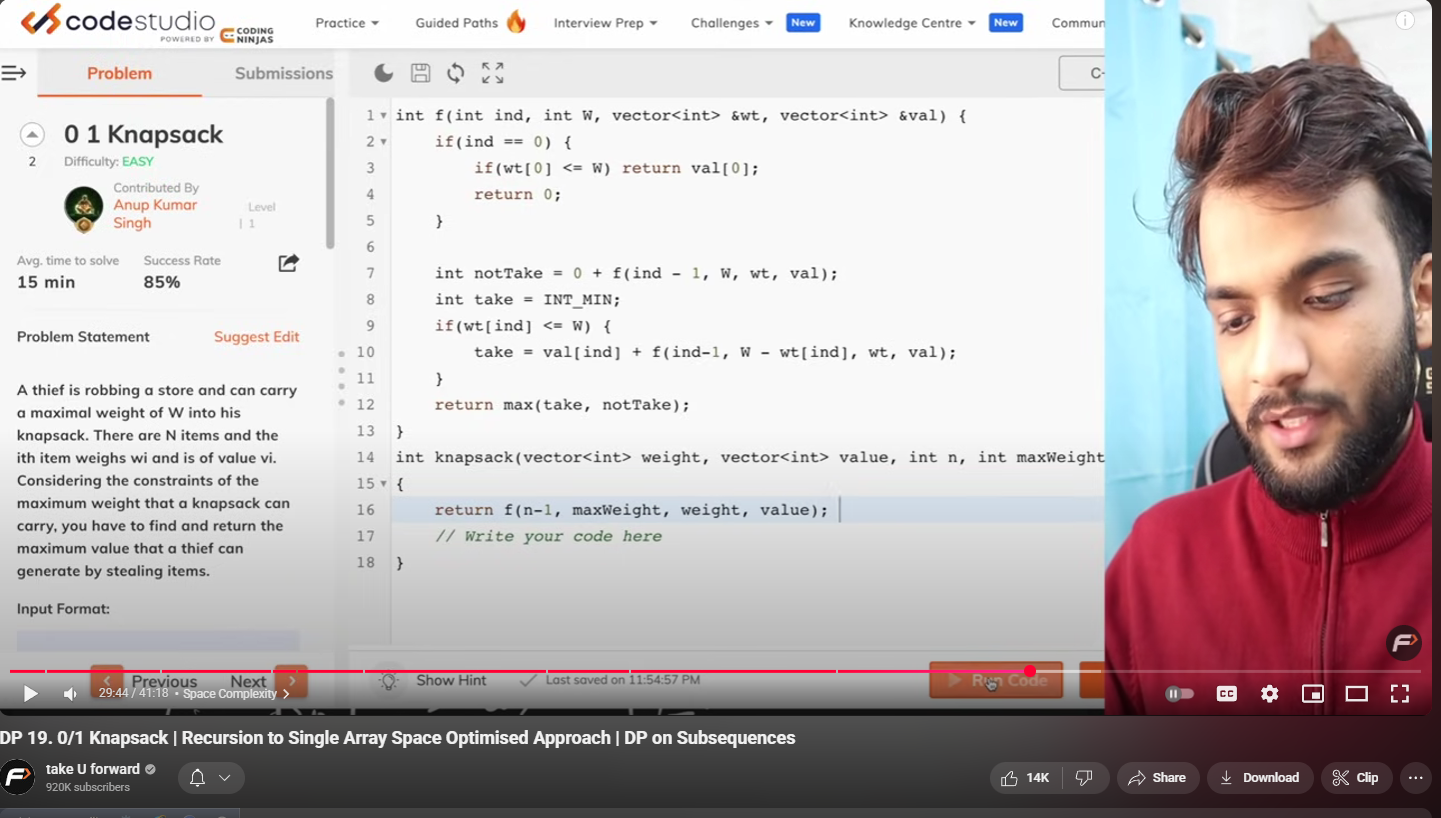 codestudio
POWERED BY CODING NINJAS
Practice
Guided Paths
Interview Prep
Challenges
New
Knowledge Centre
New
Problem
Submissions
0 1 Knapsack
2
Difficulty: EASY
Contributed By
Anup Kumar
Singh
Level
1
Avg. time to solve
Success Rate
15 min
85%
Problem Statement
Suggest Edit
A thief is robbing a store and can carry
a maximal weight of W into his
knapsack. There are N items and the
ith item weighs wi and is of value vi.
Considering the constraints of the
maximum weight that a knapsack can
carry, you have to find and return the
maximum value that a thief can
generate by stealing items.
Input Format:
Previous
Next
1 int f(int ind, int W, vector<int> &wt, vector<int> &val) {
2 if(ind == 0) {
3 if(wt[0] <= W) return val[0];
4 return 0;
5 }
6
7 int notTake = 0 + f(ind - 1, W, wt, val);
8 int take = INT_MIN;
9 if(wt[ind] <= W) {
10 take = val[ind] + f(ind-1, W - wt[ind], wt, val);
11 }
12 return max(take, notTake);
13 }
14 int knapsack(vector<int> weight, vector<int> value, int n, int maxWeight
15 {
16 return f(n-1, maxWeight, weight, value);
17 // Write your code here
18 }
Show Hint
Last saved on 11:54:57 PM
Run Code
29:44 / 41:18 • Space Complexity
CC
DP 19. 0/1 Knapsack | Recursion to Single Array Space Optimised Approach | DP on Subsequences
take U forward
920K subscribers
14K
Share
Download
Clip